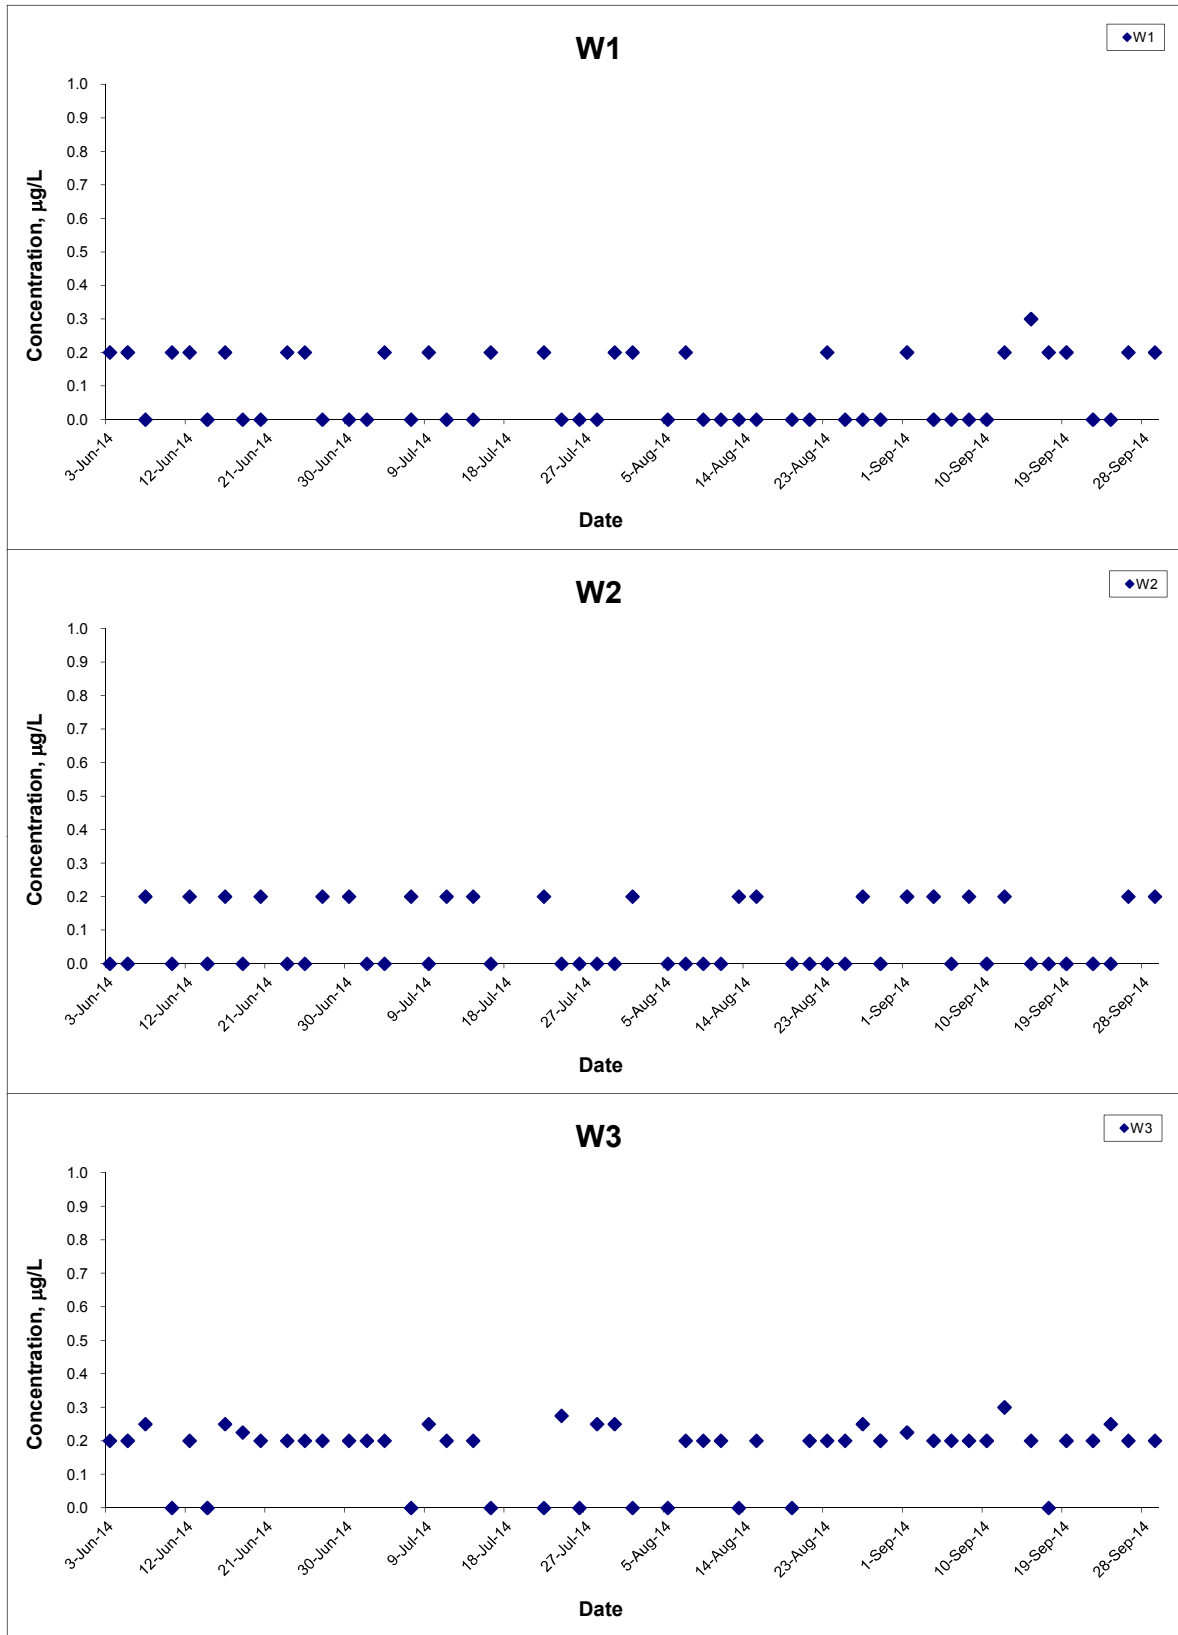 W1
W1
1.0
0.9
0.8
0.7
0.6
0.5
0.4
0.3
0.2
0.1
0.0
Concentration, µg/L
3-Jun-14
12-Jun-14
21-Jun-14
30-Jun-14
9-Jul-14
18-Jul-14
27-Jul-14
5-Aug-14
14-Aug-14
23-Aug-14
1-Sep-14
10-Sep-14
19-Sep-14
28-Sep-14
Date
W2
W2
1.0
0.9
0.8
0.7
0.6
0.5
0.4
0.3
0.2
0.1
0.0
Concentration, µg/L
3-Jun-14
12-Jun-14
21-Jun-14
30-Jun-14
9-Jul-14
18-Jul-14
27-Jul-14
5-Aug-14
14-Aug-14
23-Aug-14
1-Sep-14
10-Sep-14
19-Sep-14
28-Sep-14
Date
W3
W3
1.0
0.9
0.8
0.7
0.6
0.5
0.4
0.3
0.2
0.1
0.0
Concentration, µg/L
3-Jun-14
12-Jun-14
21-Jun-14
30-Jun-14
9-Jul-14
18-Jul-14
27-Jul-14
5-Aug-14
14-Aug-14
23-Aug-14
1-Sep-14
10-Sep-14
19-Sep-14
28-Sep-14
Date